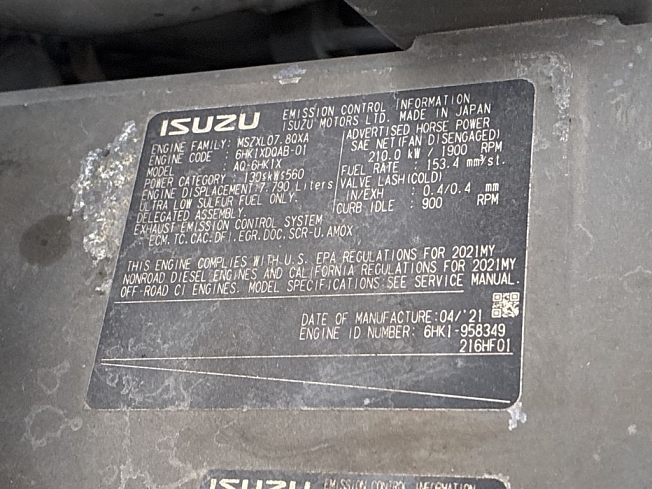 ISUZU
EMISSION CONTROL INFORMATION
ISUZU MOTORS LTD. MADE IN JAPAN
ENGINE FAMILY: MSZXL07.8QXA
ENGINE CODE : 6HK1XDQAB-01
MODEL : AQ-6HK1X
POWER CATEGORY : 130≤kW≤560
ENGINE DISPLACEMENT:7.790 Liters
ULTRA LOW SULFUR FUEL ONLY.
DELEGATED ASSEMBLY.
EXHAUST EMISSION CONTROL SYSTEM
: ECM,TC,CAC,DFI,EGR,DOC,SCR-U,AMOX
ADVERTISED HORSE POWER
SAE NET(FAN DISENGAGED)
210.0 kW / 1900 RPM
FUEL RATE : 153.4 mm³/st.
VALVE LASH(COLD)
IN/EXH : 0.4/0.4 mm
CURB IDLE : 900 RPM
THIS ENGINE COMPLIES WITH U.S. EPA REGULATIONS FOR 2021MY
NONROAD DIESEL ENGINES AND CALIFORNIA REGULATIONS FOR 2021MY
OFF-ROAD CI ENGINES. MODEL SPECIFICATIONS:SEE SERVICE MANUAL.
DATE OF MANUFACTURE:04/'21
ENGINE ID NUMBER: 6HK1-958349
216HF01
ISUZU EMISSION CONTROL INFORMATION